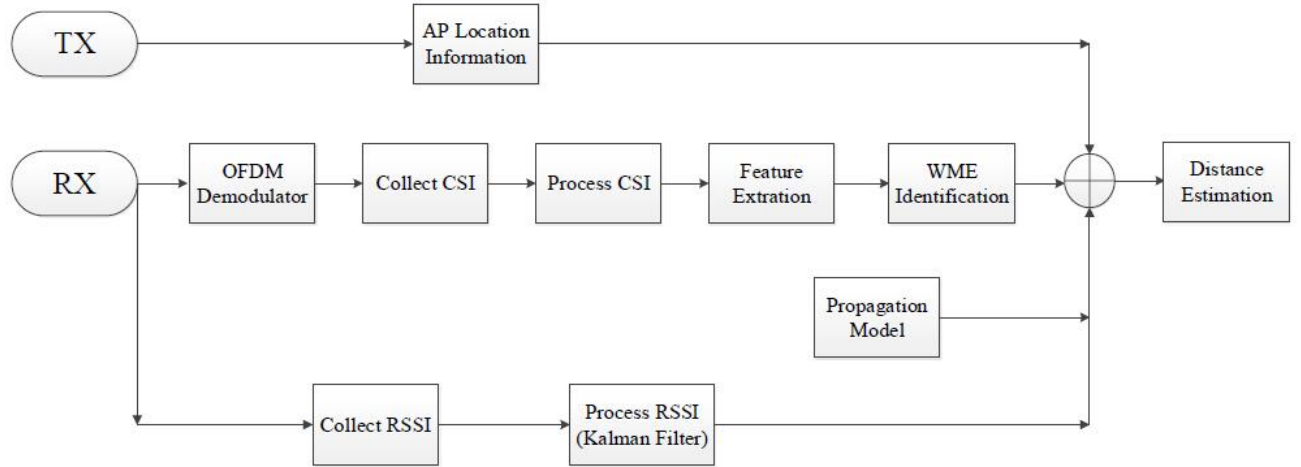 TX
AP Location
Information
RX
OFDM
Demodulator
Collect CSI
Process CSI
Feature
Extration
WME
Identification
Distance
Estimation
Propagation
Model
Collect RSSI
Process RSSI
(Kalman Filter)